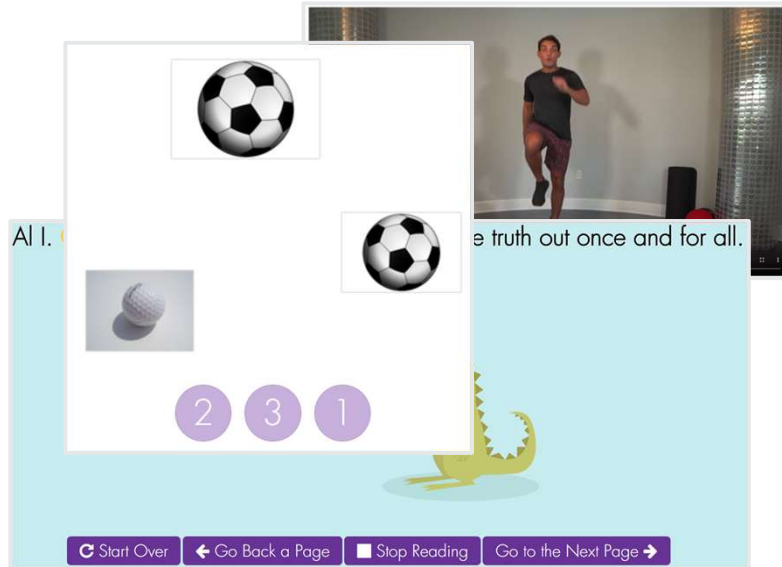 Al I.
e truth out once and for all.
2 3 1
Start Over Go Back a Page Stop Reading Go to the Next Page